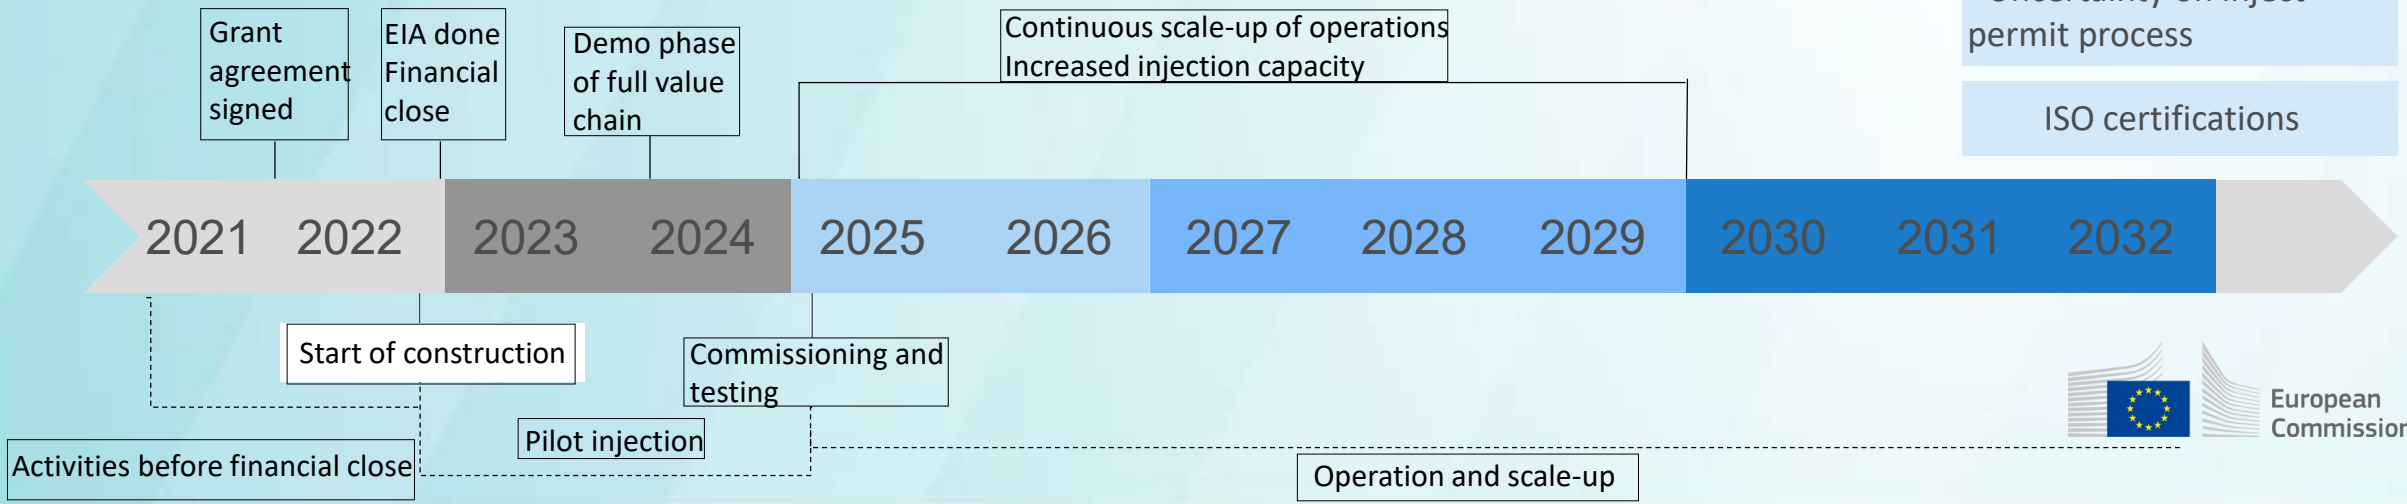 Grant
agreement
signed
EIA done
Financial
close
Demo phase
of full value
chain
Continuous scale-up of operations
Increased injection capacity
permit process
ISO certifications
2021 2022 2023 2024 2025 2026 2027 2028 2029 2030 2031 2032
Start of construction
Commissioning and
testing
Pilot injection
Activities before financial close
Operation and scale-up
European
Commission